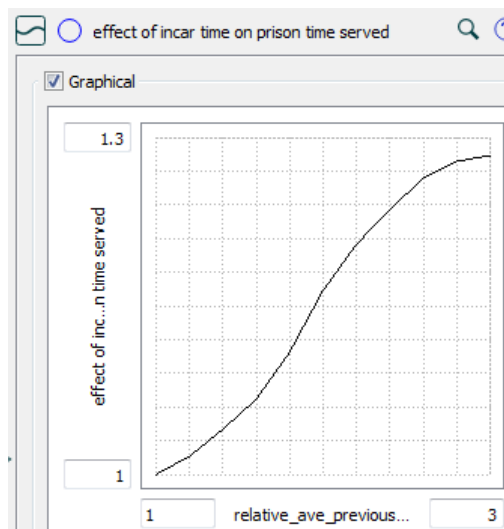 effect of incar time on prison time served
Graphical
1.3
effect of inc...n time served
1
1
relative_ave_previous...
3